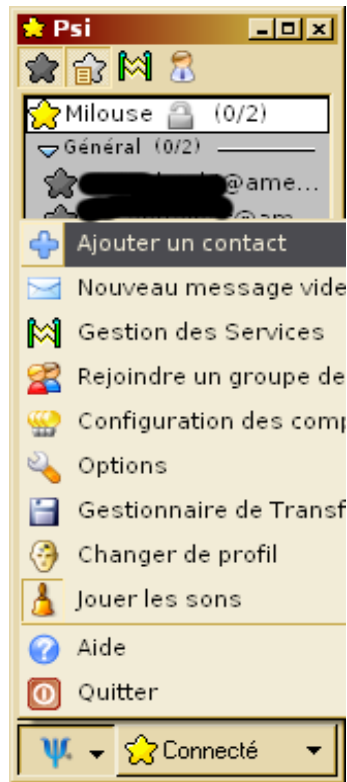 Psi
Milouse (0/2)
Général (0/2)
@ame...
@am
Ajouter un contact
Nouveau message vide
Gestion des Services
Rejoindre un groupe de
Configuration des comp
Options
Gestionnaire de Transf
Changer de profil
Jouer les sons
Aide
Quitter
Connecté